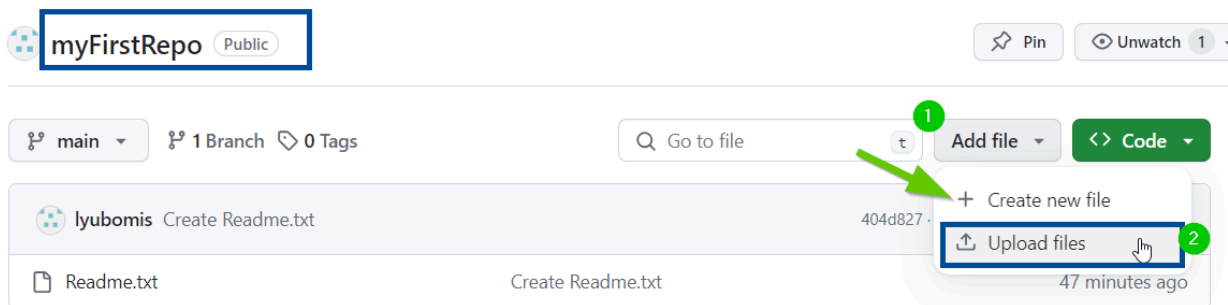 myFirstRepo Public Pin Unwatch 1
1
main 1 Branch 0 Tags Go to file t Add file Code
Create new file
lyubomis Create Readme.txt 404d827 ·
Upload files 2
Readme.txt Create Readme.txt 47 minutes ago